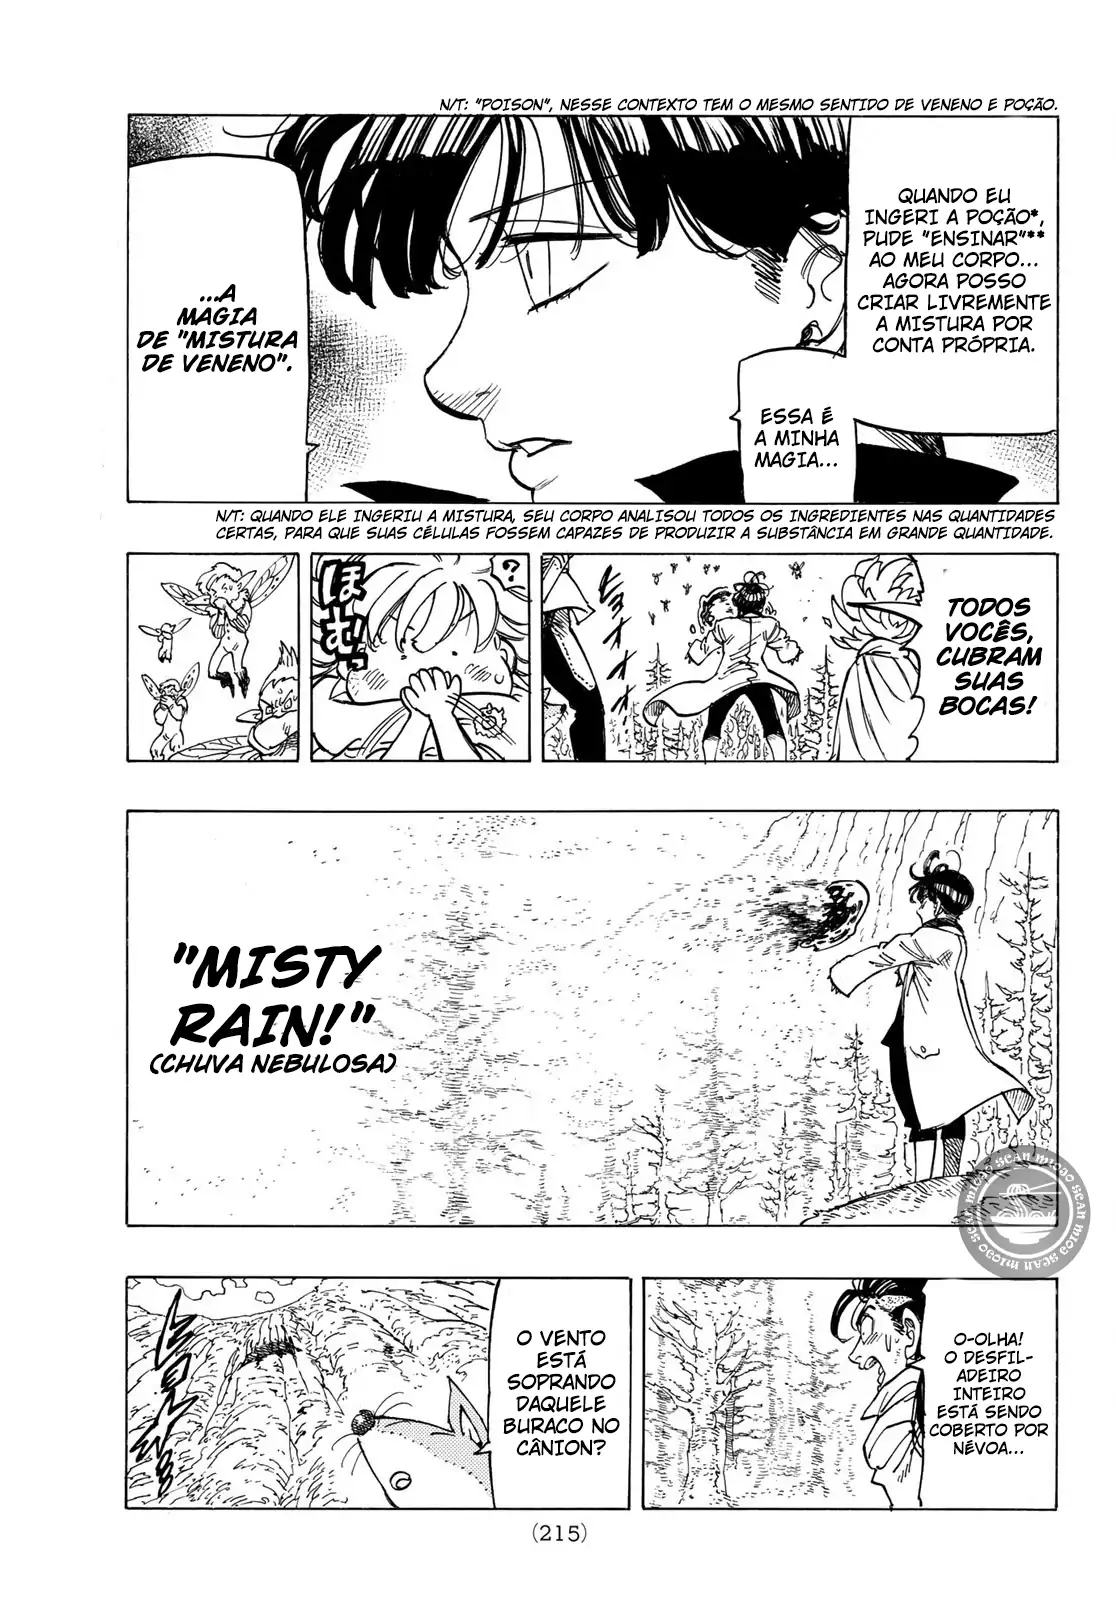 N/T: "POISON", NESSE CONTEXTO TEM O MESMO SENTIDO DE VENENO E POÇÃO.
QUANDO EU
INGERI A POÇÃO*,
PUDE "ENSINAR"**
AO MEU CORPO...
AGORA POSSO
CRIAR LIVREMENTE
A MISTURA POR
CONTA PRÓPRIA.
ESSA É
A MINHA
MAGIA...
...A
MAGIA
DE "MISTURA
DE VENENO".
N/T: QUANDO ELE INGERIU A MISTURA, SEU CORPO ANALISOU TODOS OS INGREDIENTES NAS QUANTIDADES
CERTAS, PARA QUE SUAS CÉLULAS FOSSEM CAPAZES DE PRODUZIR A SUBSTÂNCIA EM GRANDE QUANTIDADE.
TODOS
VOCÊS,
CUBRAM
SUAS
BOCAS!
?
ほむっ
"MISTY
RAIN!"
(CHUVA NEBULOSA)
O-OLHA!
O DESFIL-
ADEIRO
INTEIRO
ESTÁ SENDO
COBERTO POR
NÉVOA...
O VENTO
ESTÁ
SOPRANDO
DAQUELE
BURACO NO
CÂNION?
(215)